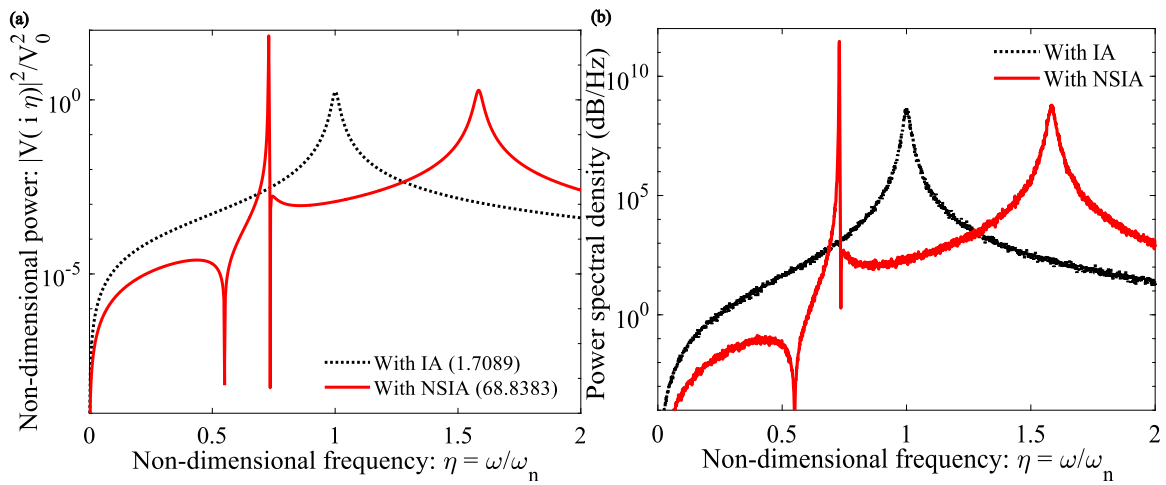 (a)
Non-dimensional power: |V( i η)|²/V₀²
10⁰
10⁻⁵
With IA (1.7089)
With NSIA (68.8383)
0 0.5 1 1.5 2
Non-dimensional frequency: η = ω/ωₙ
(b)
Power spectral density (dB/Hz)
10¹⁰
10⁵
10⁰
With IA
With NSIA
0 0.5 1 1.5 2
Non-dimensional frequency: η = ω/ωₙ